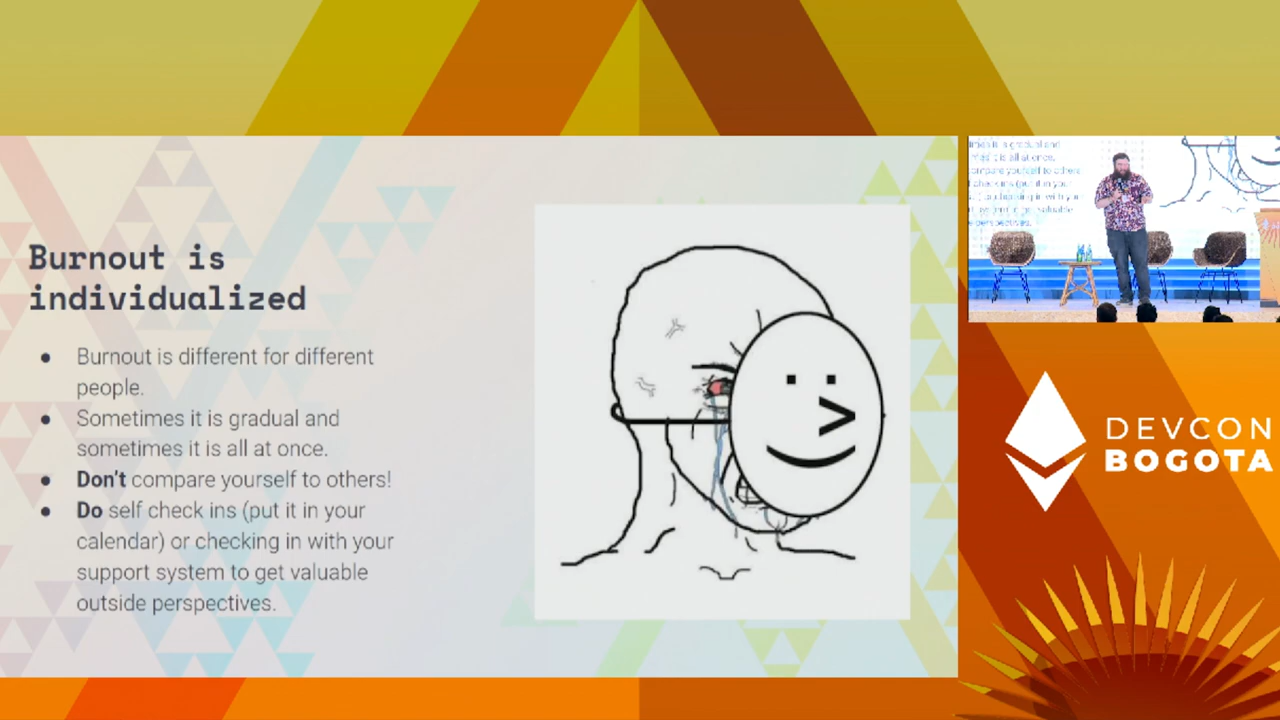 Burnout is
individualized
● Burnout is different for different
people.
● Sometimes it is gradual and
sometimes it is all at once.
● Don't compare yourself to others!
● Do self check ins (put it in your
calendar) or checking in with your
support system to get valuable
outside perspectives.
DEVCON
BOGOTA